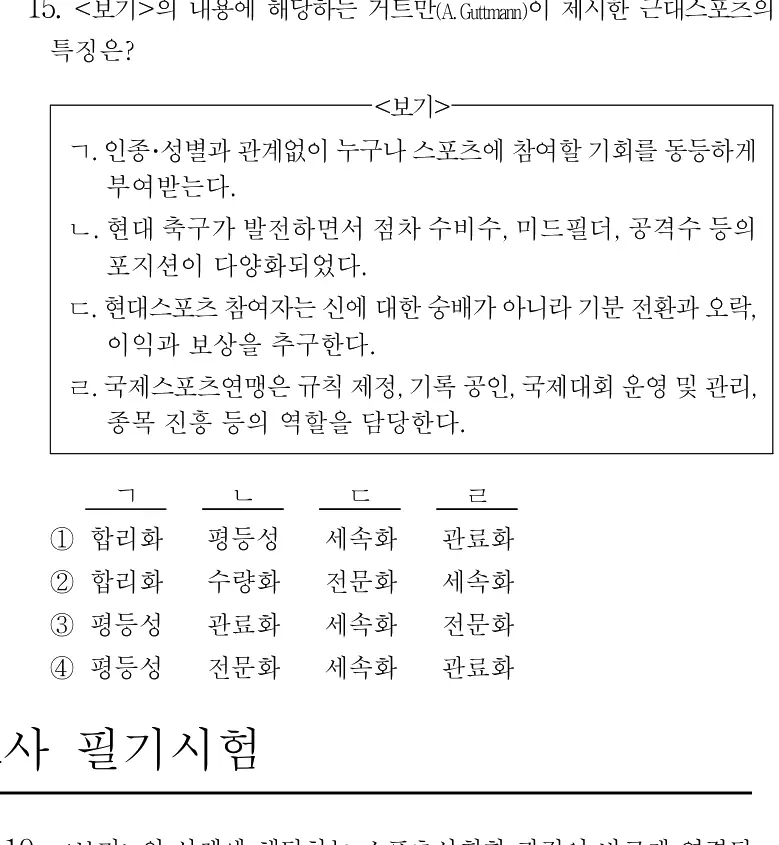 15. <보기>의 내용에 해당하는 거트만(A. Guttmann)이 제시한 근대스포츠의
특징은?
<보기>
ㄱ. 인종·성별과 관계없이 누구나 스포츠에 참여할 기회를 동등하게
부여받는다.
ㄴ. 현대 축구가 발전하면서 점차 수비수, 미드필더, 공격수 등의
포지션이 다양화되었다.
ㄷ. 현대스포츠 참여자는 신에 대한 숭배가 아니라 기분 전환과 오락,
이익과 보상을 추구한다.
ㄹ. 국제스포츠연맹은 규칙 제정, 기록 공인, 국제대회 운영 및 관리,
종목 진흥 등의 역할을 담당한다.
ㄱ ㄴ ㄷ ㄹ
① 합리화 평등성 세속화 관료화
② 합리화 수량화 전문화 세속화
③ 평등성 관료화 세속화 전문화
④ 평등성 전문화 세속화 관료화
사 필기시험